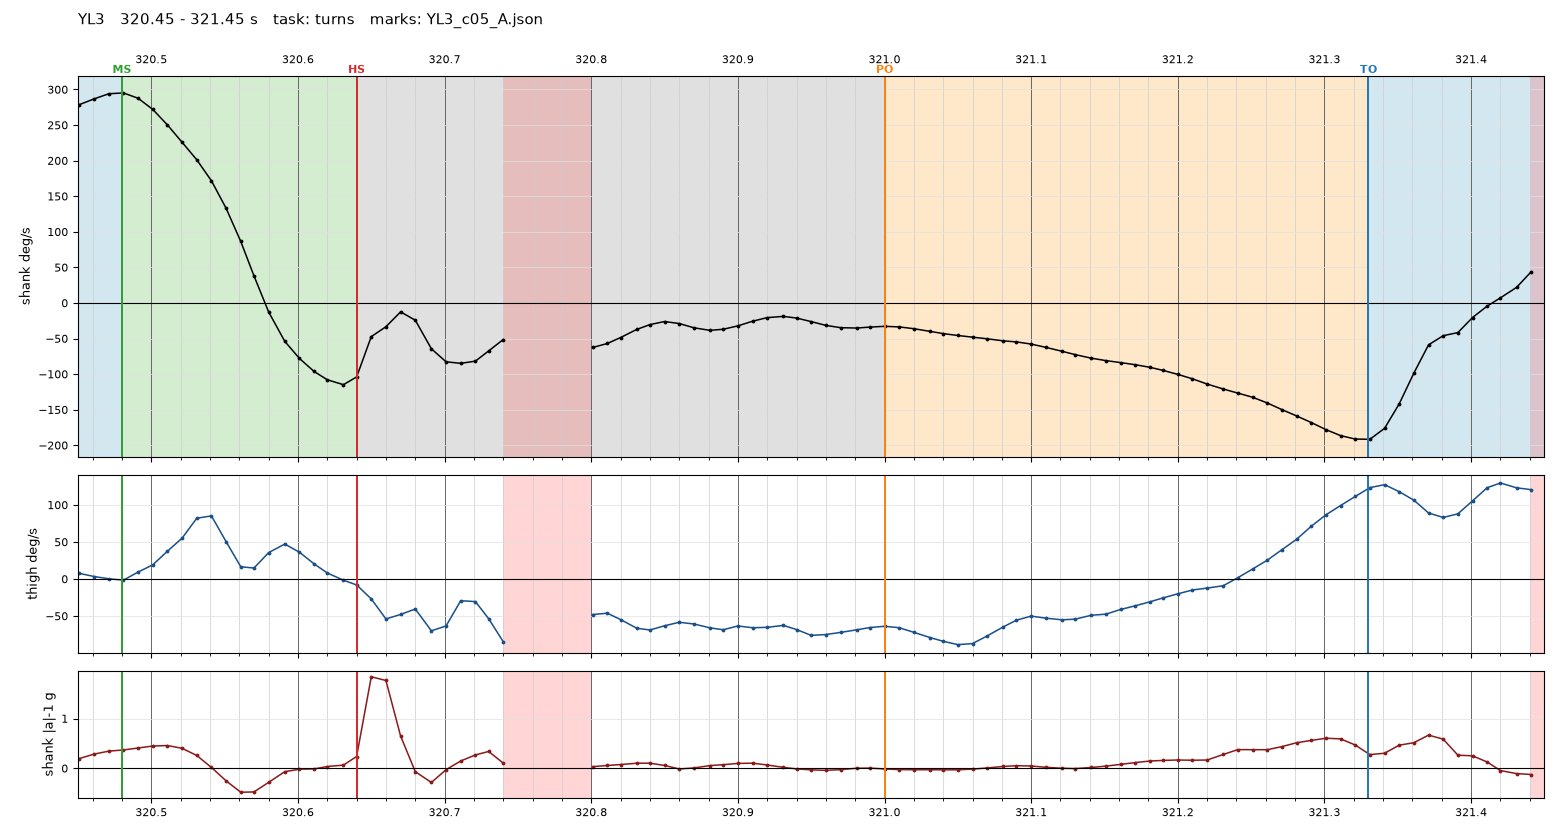 YL3   320.45 - 321.45 s   task: turns   marks: YL3_c05_A.json
320.5 320.6 320.7 320.8 320.9 321.0 321.1 321.2 321.3 321.4
MS HS PO TO
shank deg/s
300
250
200
150
100
50
0
−50
−100
−150
−200
thigh deg/s
100
50
0
−50
shank |a|-1 g
1
0
320.5 320.6 320.7 320.8 320.9 321.0 321.1 321.2 321.3 321.4